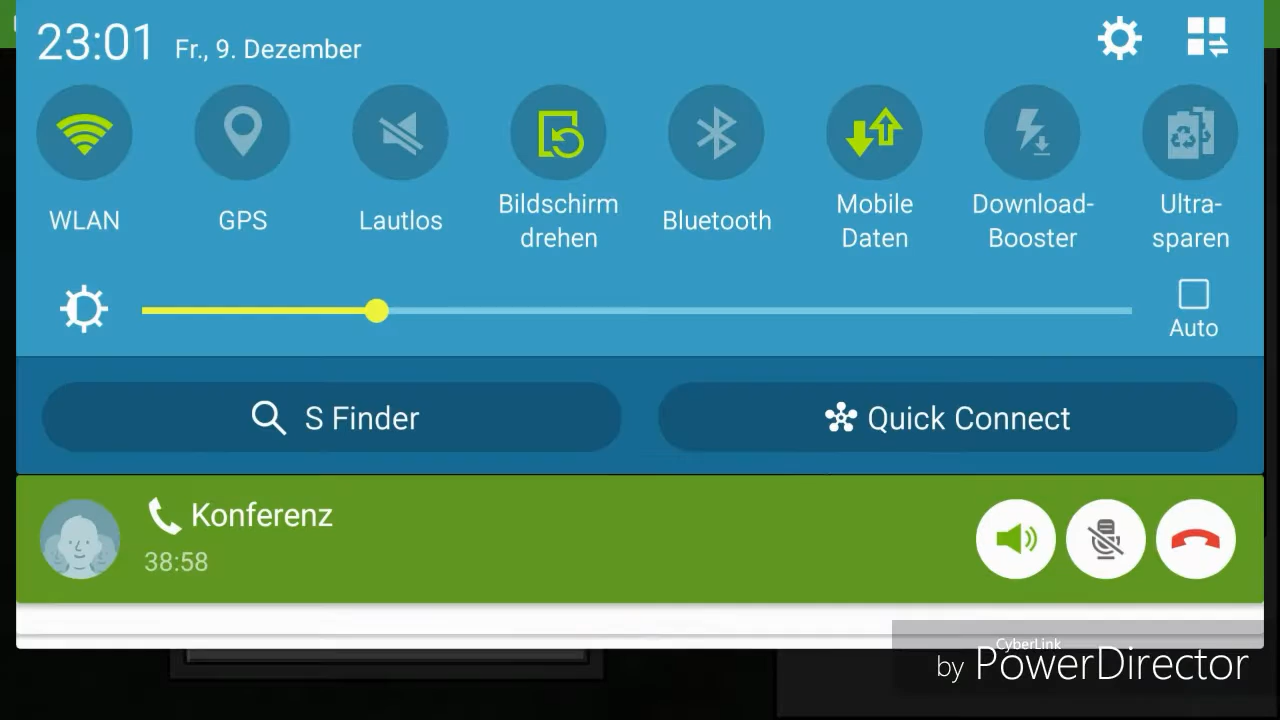 23:01 Fr., 9. Dezember
WLAN
GPS
Lautlos
Bildschirm
drehen
Bluetooth
Mobile
Daten
Download-
Booster
Ultra-
sparen
Auto
S Finder
Quick Connect
Konferenz
38:58
CyberLink
by PowerDirector